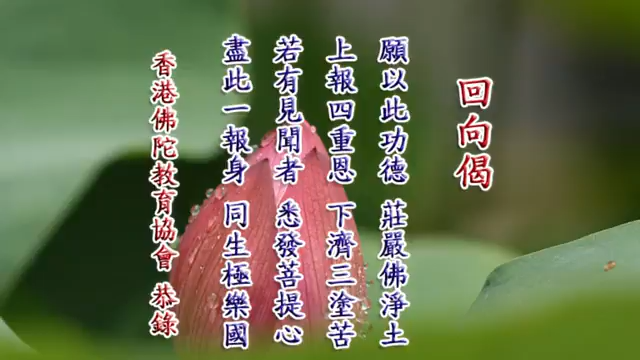 回向偈
願以此功德 莊嚴佛淨土
上報四重恩 下濟三塗苦
若有見聞者 悉發菩提心
盡此一報身 同生極樂國
香港佛陀教育協會 恭錄